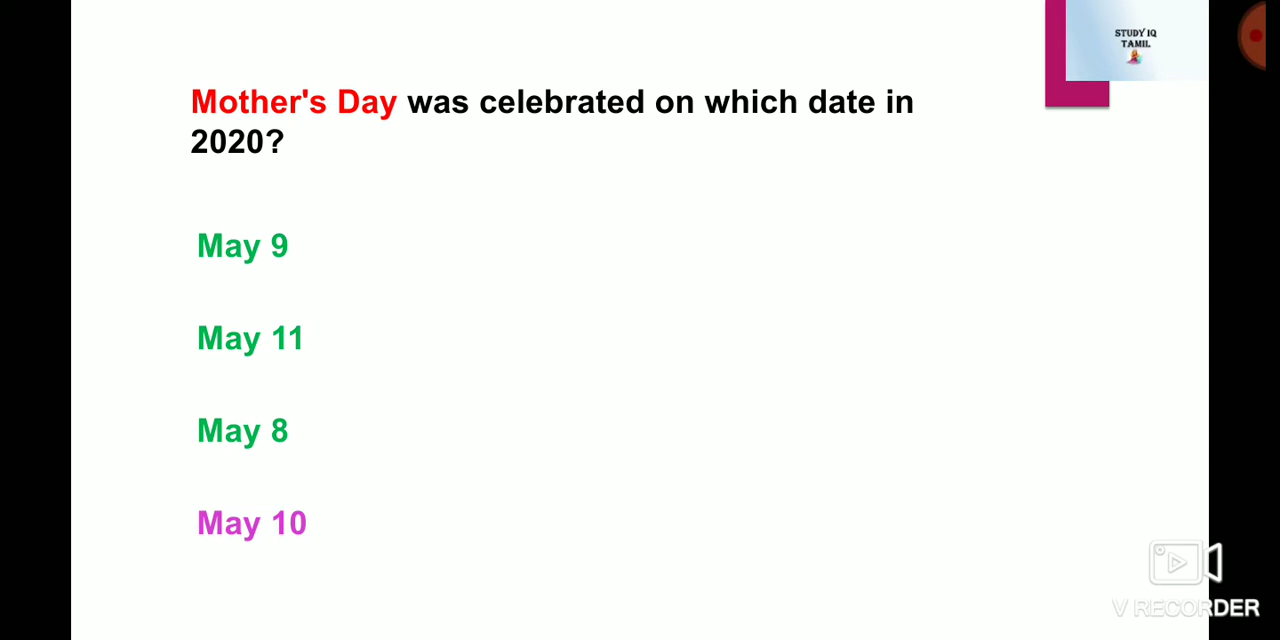 STUDY IQ
TAMIL
Mother's Day was celebrated on which date in
2020?
May 9
May 11
May 8
May 10
V RECORDER